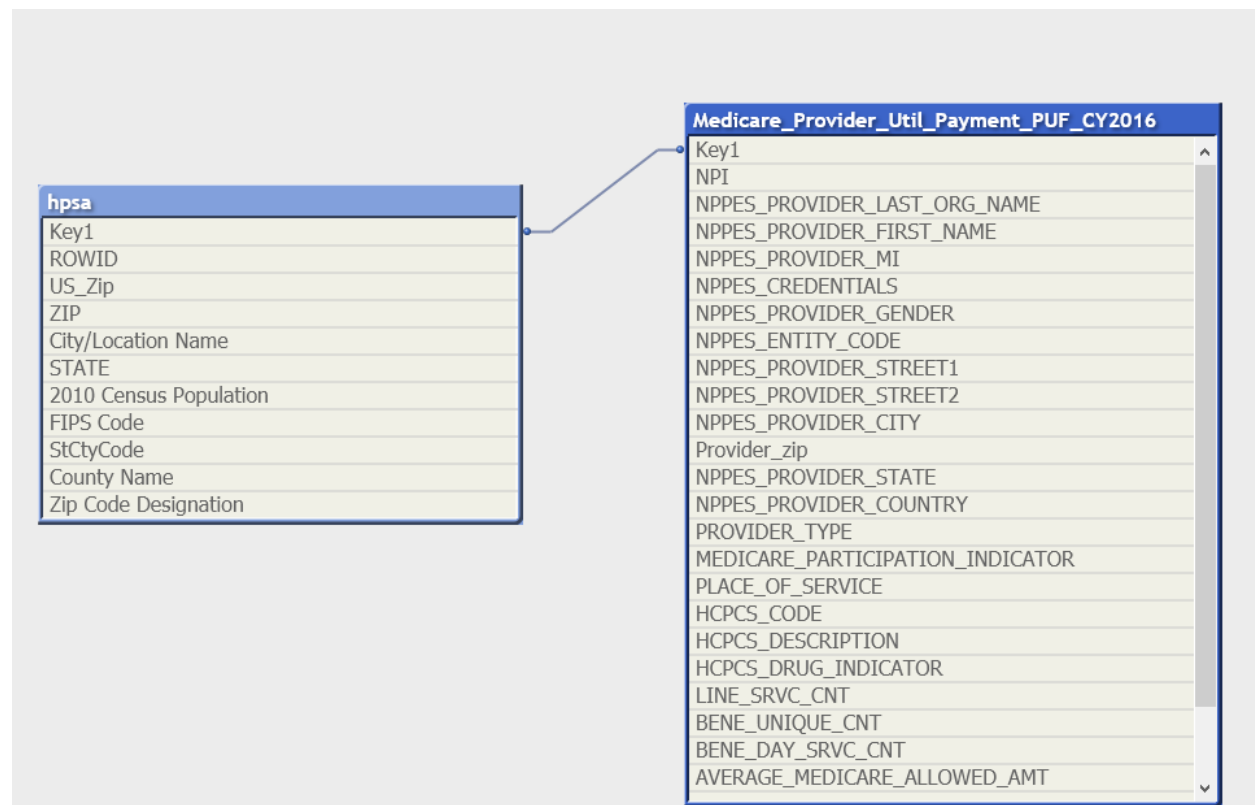 hpsa
Key1
ROWID
US_Zip
ZIP
City/Location Name
STATE
2010 Census Population
FIPS Code
StCtyCode
County Name
Zip Code Designation
Medicare_Provider_Util_Payment_PUF_CY2016
Key1
NPI
NPPES_PROVIDER_LAST_ORG_NAME
NPPES_PROVIDER_FIRST_NAME
NPPES_PROVIDER_MI
NPPES_CREDENTIALS
NPPES_PROVIDER_GENDER
NPPES_ENTITY_CODE
NPPES_PROVIDER_STREET1
NPPES_PROVIDER_STREET2
NPPES_PROVIDER_CITY
Provider_zip
NPPES_PROVIDER_STATE
NPPES_PROVIDER_COUNTRY
PROVIDER_TYPE
MEDICARE_PARTICIPATION_INDICATOR
PLACE_OF_SERVICE
HCPCS_CODE
HCPCS_DESCRIPTION
HCPCS_DRUG_INDICATOR
LINE_SRVC_CNT
BENE_UNIQUE_CNT
BENE_DAY_SRVC_CNT
AVERAGE_MEDICARE_ALLOWED_AMT